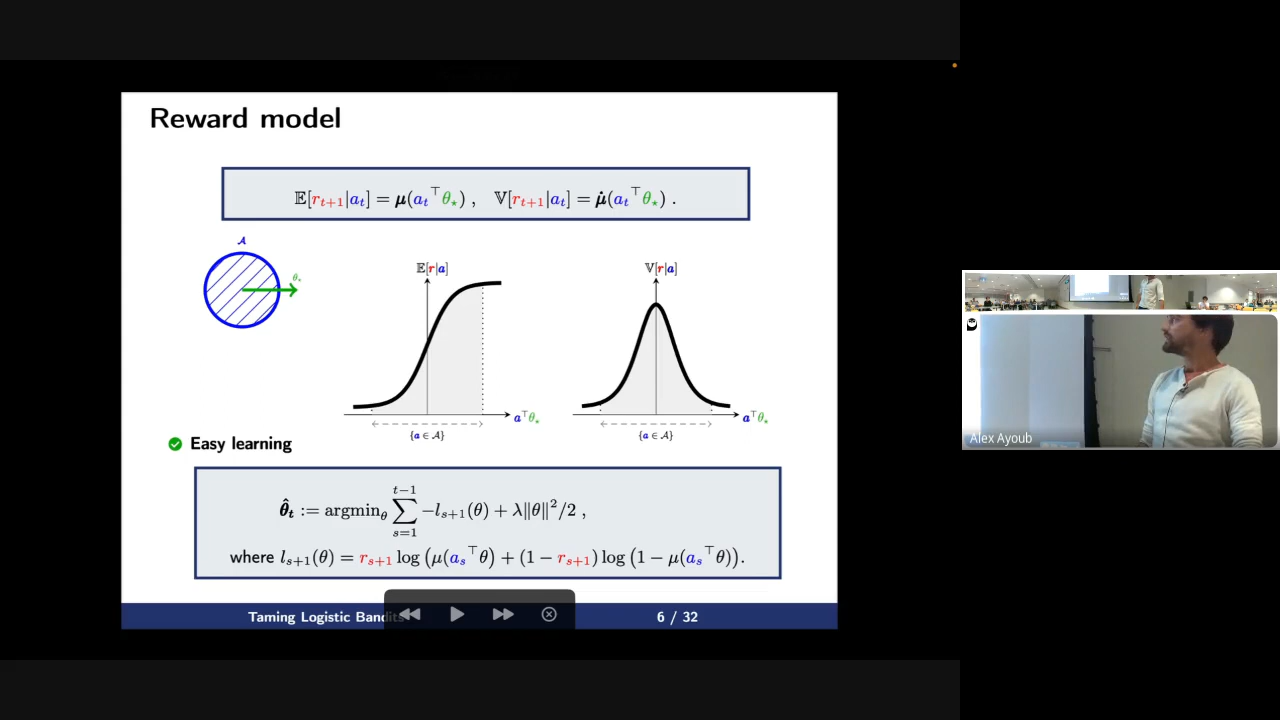 Reward model
𝔼[r_{t+1}|a_t] = μ(a_t^⊤θ_⋆) , 𝕍[r_{t+1}|a_t] = μ̇(a_t^⊤θ_⋆) .
𝒜
θ_⋆
𝔼[r|a]
𝕍[r|a]
a^⊤θ_⋆
a^⊤θ_⋆
{a ∈ 𝒜}
{a ∈ 𝒜}
Easy learning
θ̂_t := argmin_θ ∑_{s=1}^{t−1} −l_{s+1}(θ) + λ‖θ‖²/2 ,
where l_{s+1}(θ) = r_{s+1} log (μ(a_s^⊤θ) + (1 − r_{s+1}) log (1 − μ(a_s^⊤θ)).
Taming Logistic Bandits
6 / 32
Alex Ayoub